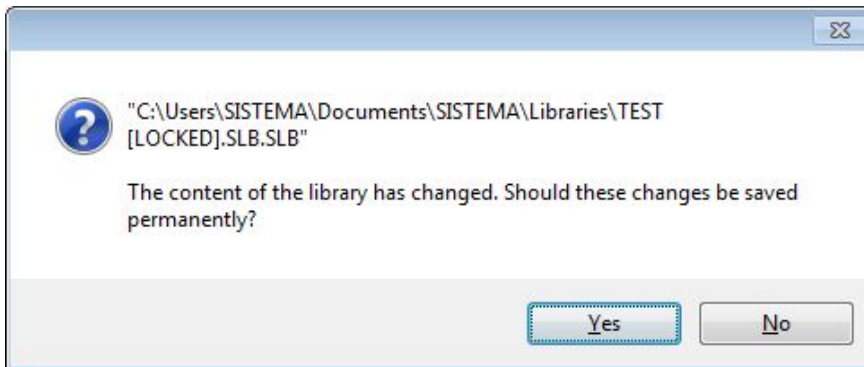 "C:\Users\SISTEMA\Documents\SISTEMA\Libraries\TEST
[LOCKED].SLB.SLB"
The content of the library has changed. Should these changes be saved
permanently?
Yes
No